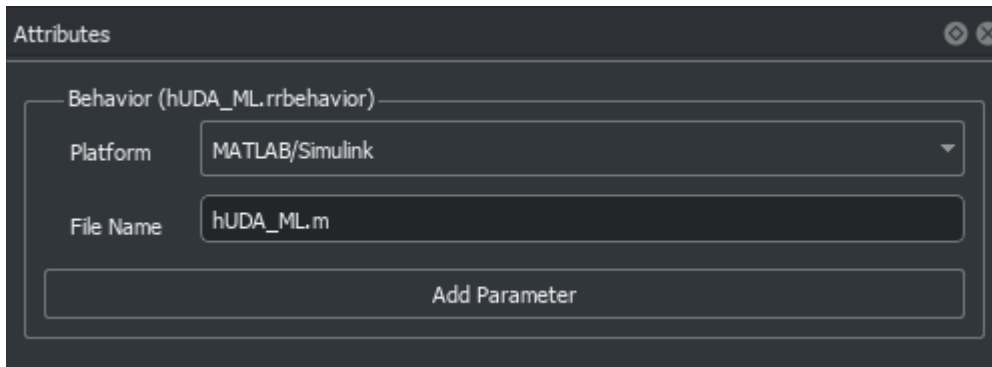 Attributes
Behavior (hUDA_ML.rrbehavior)
Platform MATLAB/Simulink
File Name hUDA_ML.m
Add Parameter